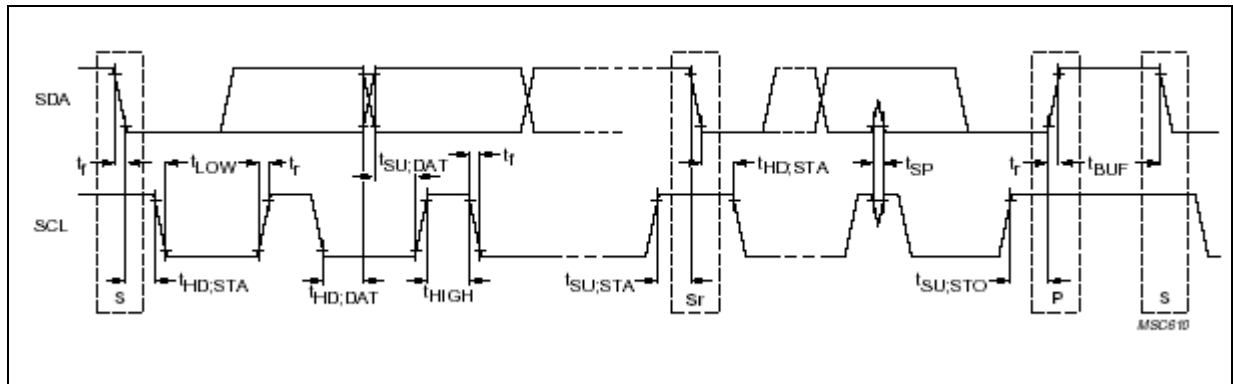 SDA
tr tLOW tr tSU;DAT tf tHD;STA tSP tr tBUF
SCL
tHD;STA tHD;DAT tHIGH tSU;STA tSU;STO
S Sr P S
MSC610